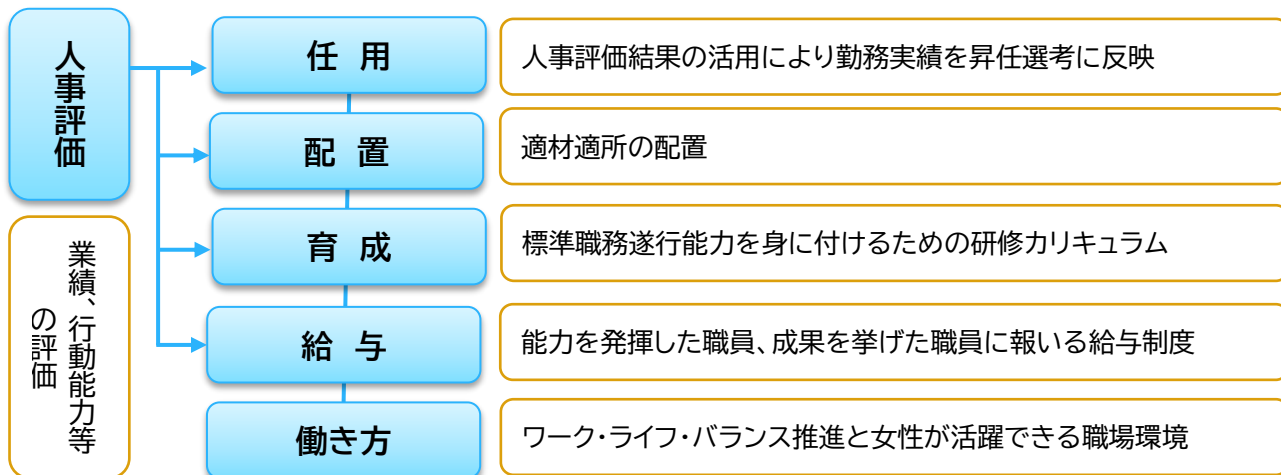 人事評価
業績、行動能力等
の評価
任 用
人事評価結果の活用により勤務実績を昇任選考に反映
配 置
適材適所の配置
育 成
標準職務遂行能力を身に付けるための研修カリキュラム
給 与
能力を発揮した職員、成果を挙げた職員に報いる給与制度
働き方
ワーク・ライフ・バランス推進と女性が活躍できる職場環境